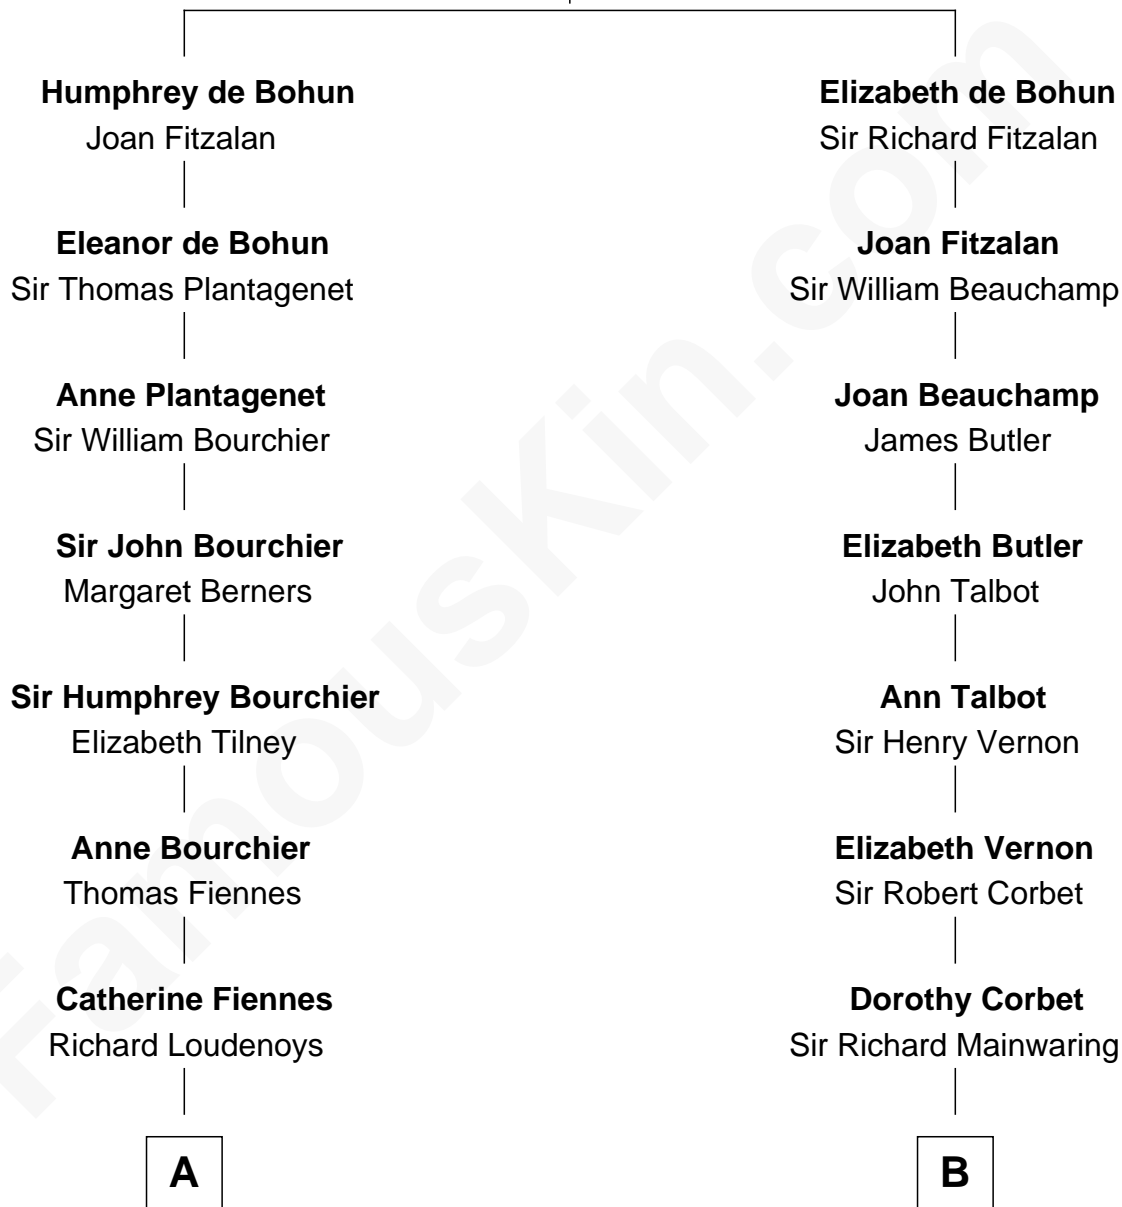 Humphrey de Bohun
Joan Fitzalan
Eleanor de Bohun
Sir Thomas Plantagenet
Anne Plantagenet
Sir William Bourchier
Sir John Bourchier
Margaret Berners
Sir Humphrey Bourchier
Elizabeth Tilney
Anne Bourchier
Thomas Fiennes
Catherine Fiennes
Richard Loudenoys
A
Elizabeth de Bohun
Sir Richard Fitzalan
Joan Fitzalan
Sir William Beauchamp
Joan Beauchamp
James Butler
Elizabeth Butler
John Talbot
Ann Talbot
Sir Henry Vernon
Elizabeth Vernon
Sir Robert Corbet
Dorothy Corbet
Sir Richard Mainwaring
B
FamousKin.com